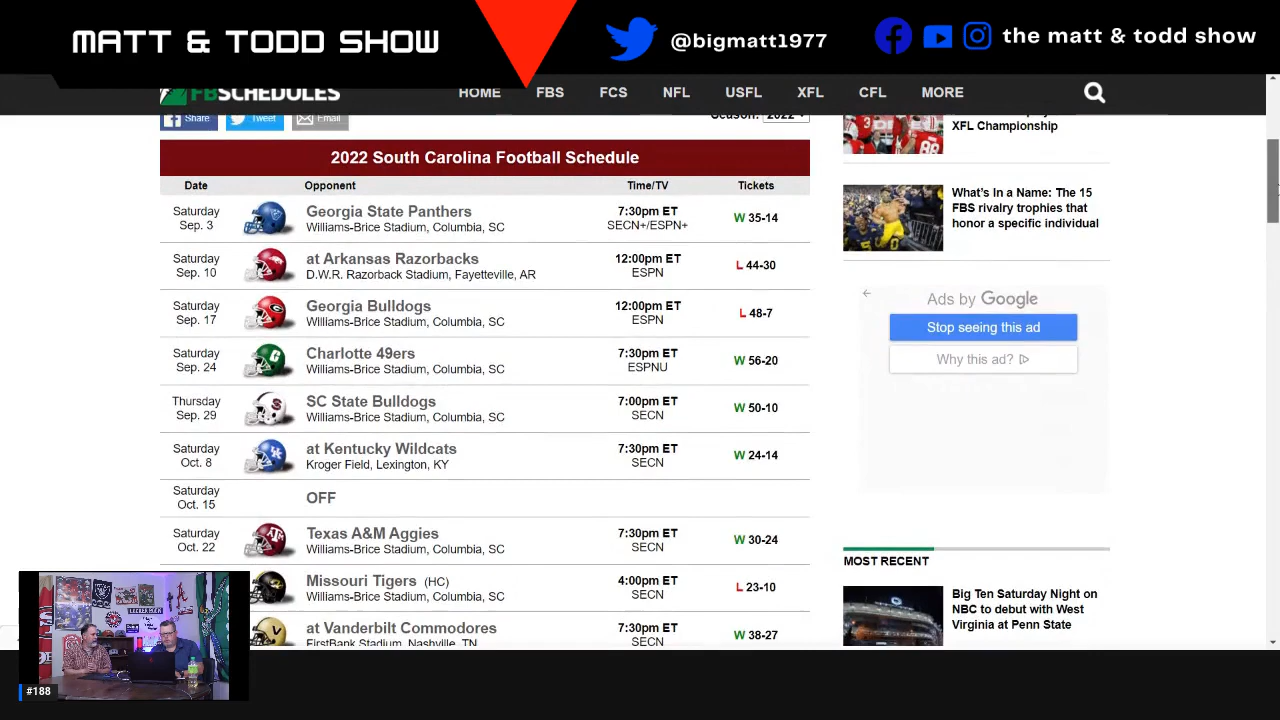 MATT & TODD SHOW
@bigmatt1977
the matt & todd show
FBSCHEDULES
HOME FBS FCS NFL USFL XFL CFL MORE
Share Tweet Email
Season: 2022
XFL Championship
2022 South Carolina Football Schedule
Date Opponent Time/TV Tickets
Saturday
Sep. 3
Georgia State Panthers
Williams-Brice Stadium, Columbia, SC
7:30pm ET
SECN+/ESPN+
W 35-14
Saturday
Sep. 10
at Arkansas Razorbacks
D.W.R. Razorback Stadium, Fayetteville, AR
12:00pm ET
ESPN
L 44-30
Saturday
Sep. 17
Georgia Bulldogs
Williams-Brice Stadium, Columbia, SC
12:00pm ET
ESPN
L 48-7
Saturday
Sep. 24
Charlotte 49ers
Williams-Brice Stadium, Columbia, SC
7:30pm ET
ESPNU
W 56-20
Thursday
Sep. 29
SC State Bulldogs
Williams-Brice Stadium, Columbia, SC
7:00pm ET
SECN
W 50-10
Saturday
Oct. 8
at Kentucky Wildcats
Kroger Field, Lexington, KY
7:30pm ET
SECN
W 24-14
Saturday
Oct. 15
OFF
Saturday
Oct. 22
Texas A&M Aggies
Williams-Brice Stadium, Columbia, SC
7:30pm ET
SECN
W 30-24
Missouri Tigers (HC)
Williams-Brice Stadium, Columbia, SC
4:00pm ET
SECN
L 23-10
at Vanderbilt Commodores
FirstBank Stadium, Nashville, TN
7:30pm ET
SECN
W 38-27
What's In a Name: The 15
FBS rivalry trophies that
honor a specific individual
Ads by Google
Stop seeing this ad
Why this ad?
MOST RECENT
Big Ten Saturday Night on
NBC to debut with West
Virginia at Penn State
#188